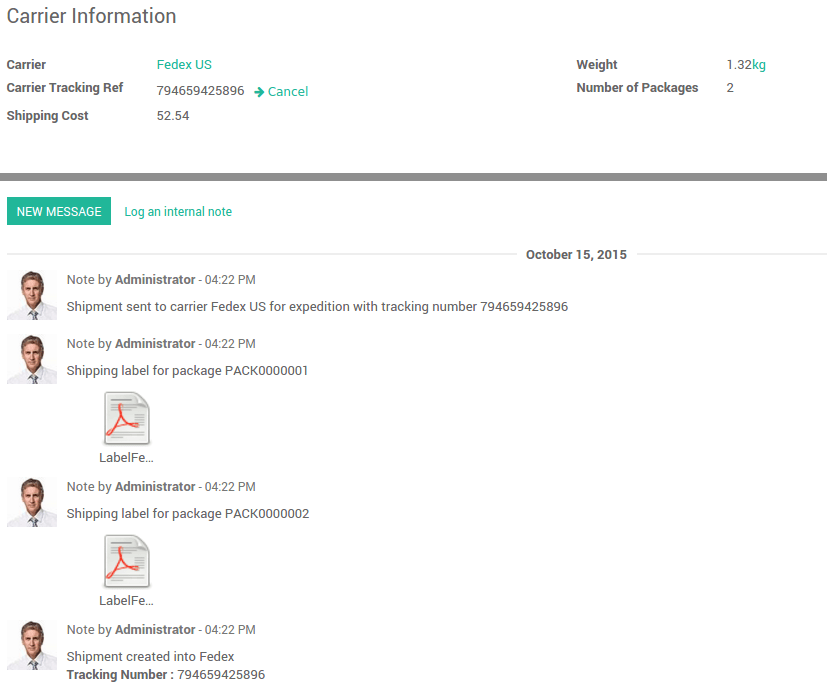 Carrier Information
Carrier Fedex US Weight 1.32kg
Carrier Tracking Ref 794659425896 Cancel Number of Packages 2
Shipping Cost 52.54
NEW MESSAGE Log an internal note
October 15, 2015
Note by Administrator - 04:22 PM
Shipment sent to carrier Fedex US for expedition with tracking number 794659425896
Note by Administrator - 04:22 PM
Shipping label for package PACK0000001
LabelFe...
Note by Administrator - 04:22 PM
Shipping label for package PACK0000002
LabelFe...
Note by Administrator - 04:22 PM
Shipment created into Fedex
Tracking Number : 794659425896